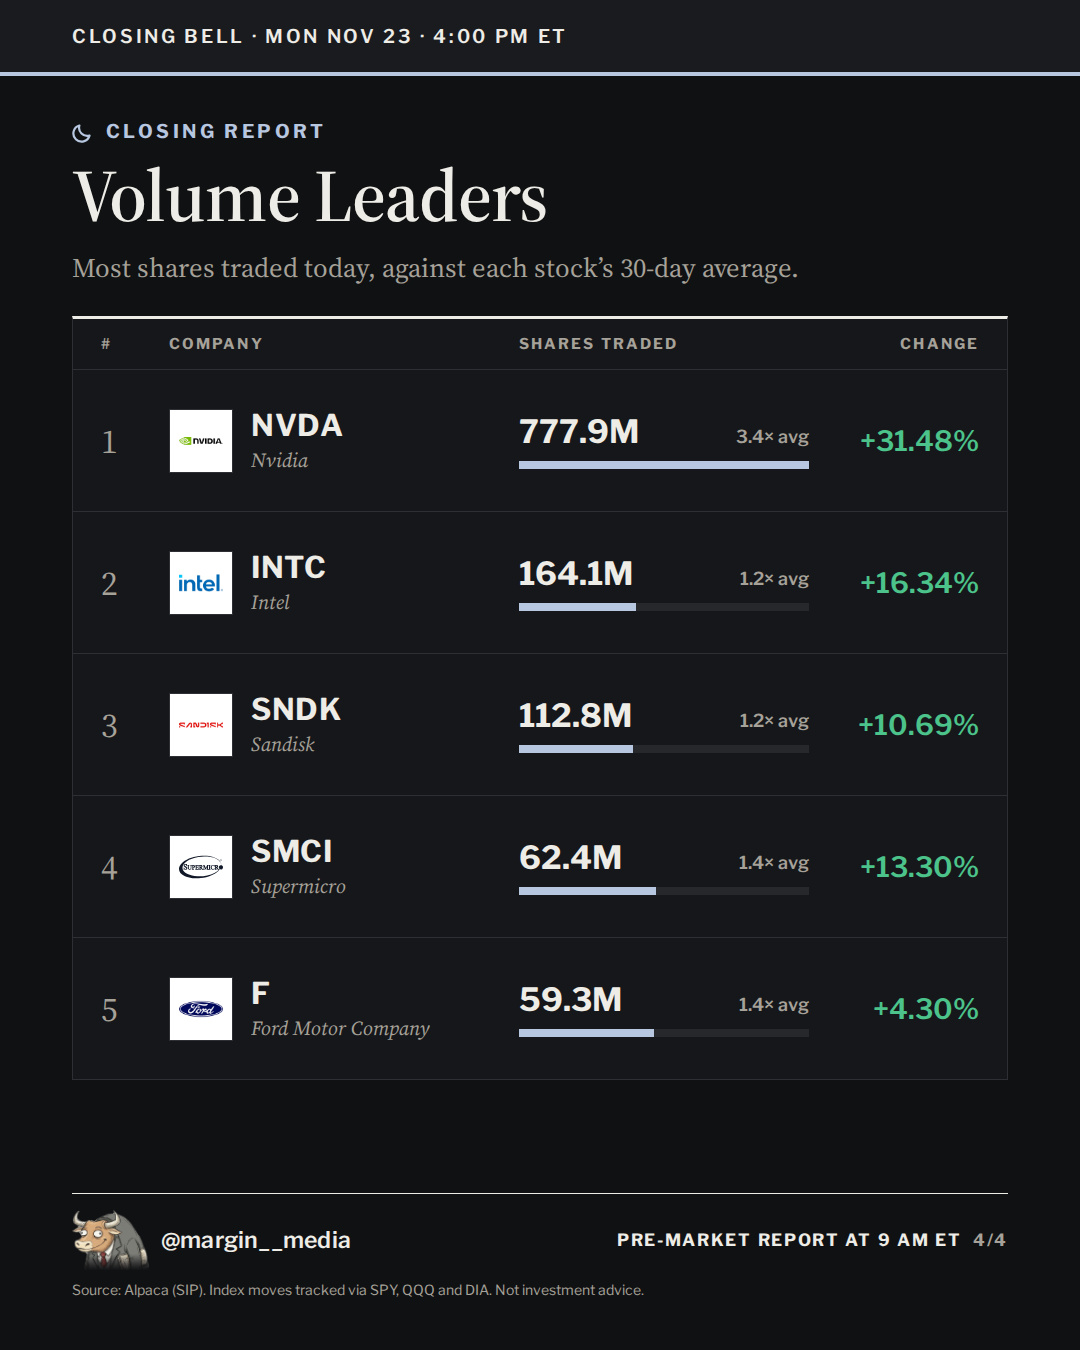 CLOSING BELL · MON NOV 23 · 4:00 PM ET
CLOSING REPORT
Volume Leaders
Most shares traded today, against each stock’s 30-day average.
# COMPANY SHARES TRADED CHANGE
1 NVIDIA NVDA 777.9M 3.4× avg +31.48%
Nvidia
2 intel. INTC 164.1M 1.2× avg +16.34%
Intel
3 SANDISK SNDK 112.8M 1.2× avg +10.69%
Sandisk
4 SUPERMICRO SMCI 62.4M 1.4× avg +13.30%
Supermicro
5 Ford F 59.3M 1.4× avg +4.30%
Ford Motor Company
@margin__media PRE-MARKET REPORT AT 9 AM ET 4/4
Source: Alpaca (SIP). Index moves tracked via SPY, QQQ and DIA. Not investment advice.